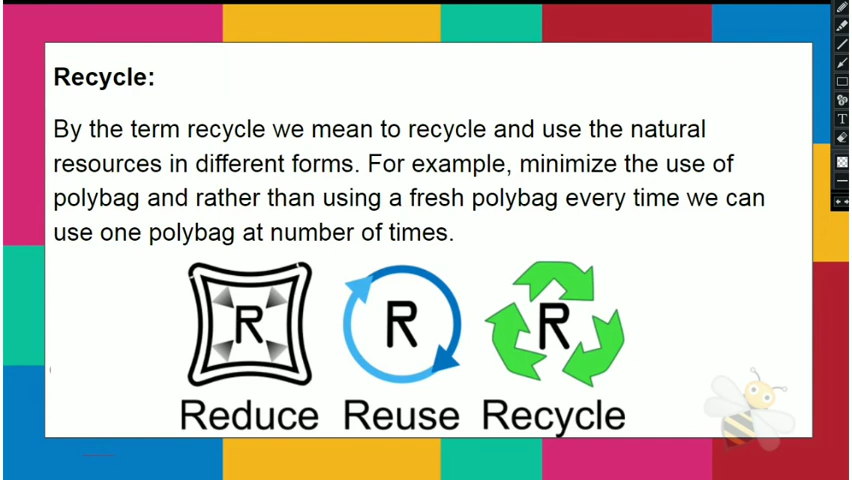 Recycle:
By the term recycle we mean to recycle and use the natural
resources in different forms. For example, minimize the use of
polybag and rather than using a fresh polybag every time we can
use one polybag at number of times.
R R R
Reduce Reuse Recycle
T